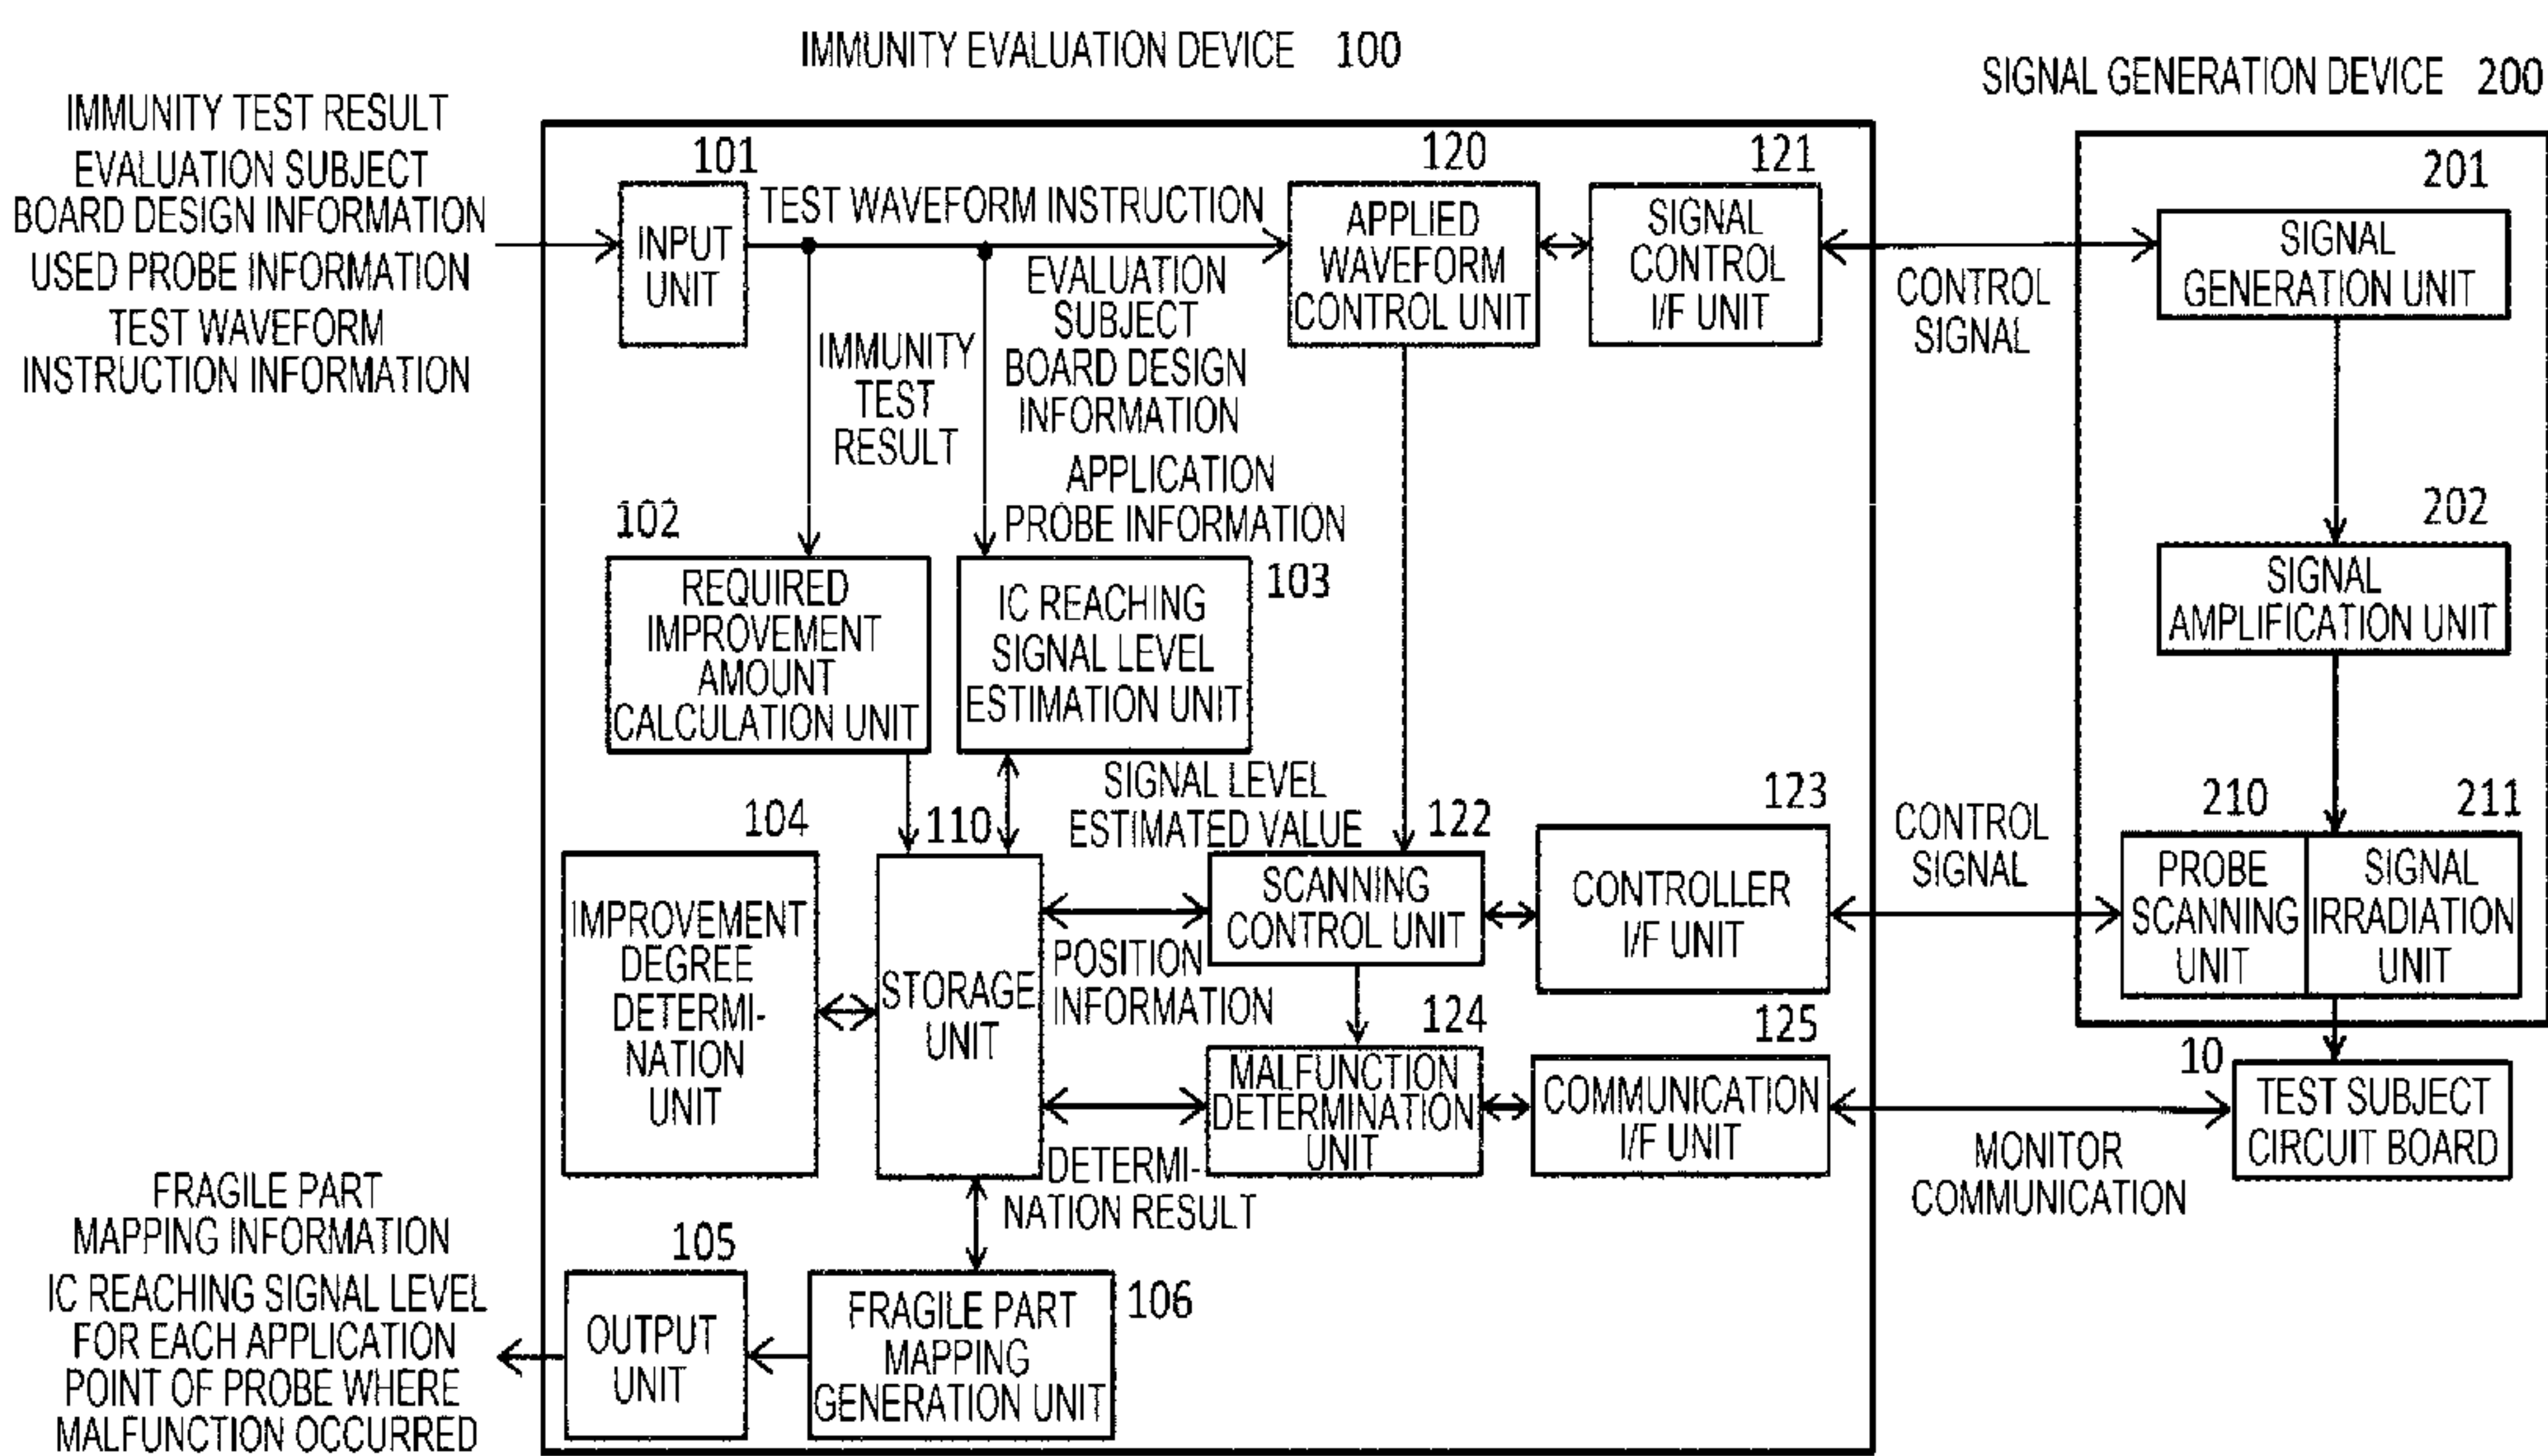 IMMUNITY EVALUATION DEVICE 100
SIGNAL GENERATION DEVICE 200
IMMUNITY TEST RESULT
EVALUATION SUBJECT
BOARD DESIGN INFORMATION
USED PROBE INFORMATION
TEST WAVEFORM
INSTRUCTION INFORMATION
101
INPUT
UNIT
TEST WAVEFORM INSTRUCTION
120
APPLIED
WAVEFORM
CONTROL UNIT
121
SIGNAL
CONTROL
I/F UNIT
CONTROL
SIGNAL
201
SIGNAL
GENERATION UNIT
IMMUNITY
TEST
RESULT
EVALUATION
SUBJECT
BOARD DESIGN
INFORMATION
APPLICATION
PROBE INFORMATION
102
REQUIRED
IMPROVEMENT
AMOUNT
CALCULATION UNIT
103
IC REACHING
SIGNAL LEVEL
ESTIMATION UNIT
202
SIGNAL
AMPLIFICATION UNIT
SIGNAL LEVEL
ESTIMATED VALUE
104
IMPROVEMENT
DEGREE
DETERMI-
NATION
UNIT
110
STORAGE
UNIT
122
SCANNING
CONTROL UNIT
123
CONTROLLER
I/F UNIT
CONTROL
SIGNAL
210
PROBE
SCANNING
UNIT
211
SIGNAL
IRRADIATION
UNIT
POSITION
INFORMATION
124
MALFUNCTION
DETERMINATION
UNIT
125
COMMUNICATION
I/F UNIT
MONITOR
COMMUNICATION
10
TEST SUBJECT
CIRCUIT BOARD
DETERMI-
NATION RESULT
FRAGILE PART
MAPPING INFORMATION
IC REACHING SIGNAL LEVEL
FOR EACH APPLICATION
POINT OF PROBE WHERE
MALFUNCTION OCCURRED
105
OUTPUT
UNIT
106
FRAGILE PART
MAPPING
GENERATION UNIT